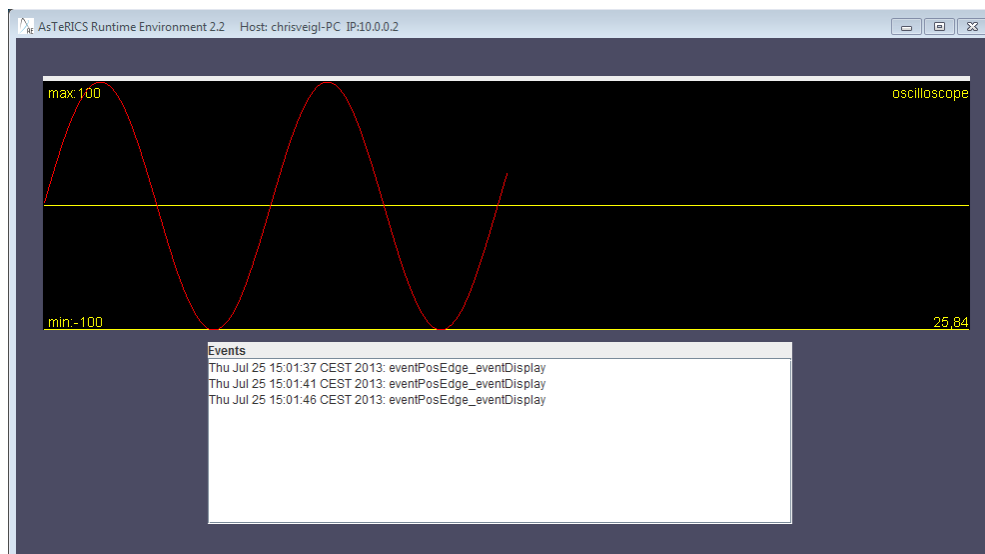 AsTeRICS Runtime Environment 2.2 Host: chrisveigl-PC IP:10.0.0.2
max:100 oscilloscope
min:-100 25,84
Events
Thu Jul 25 15:01:37 CEST 2013: eventPosEdge_eventDisplay
Thu Jul 25 15:01:41 CEST 2013: eventPosEdge_eventDisplay
Thu Jul 25 15:01:46 CEST 2013: eventPosEdge_eventDisplay